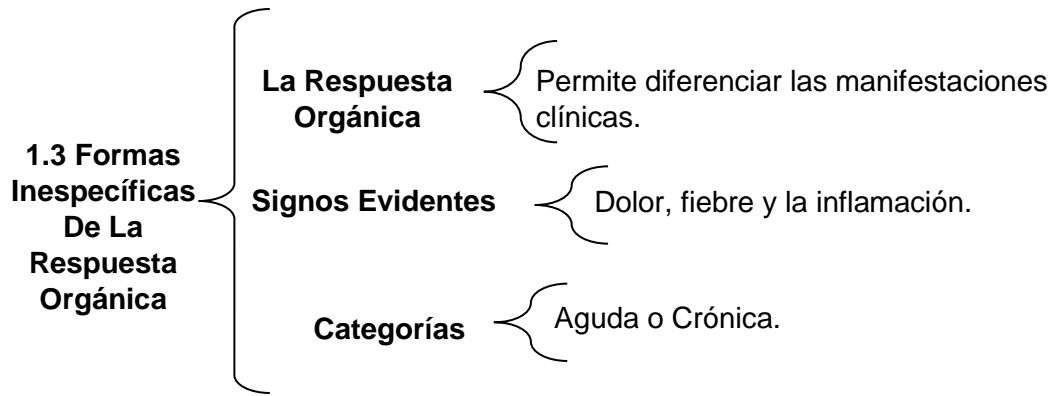 1.3 Formas
Inespecíficas
De La
Respuesta
Orgánica
La Respuesta
Orgánica
Permite diferenciar las manifestaciones
clínicas.
Signos Evidentes
Dolor, fiebre y la inflamación.
Categorías
Aguda o Crónica.